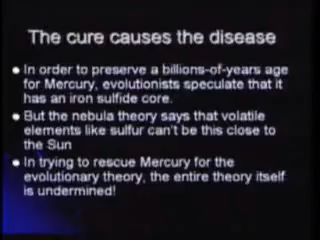 The cure causes the disease
• In order to preserve a billions-of-years age
for Mercury, evolutionists speculate that it
has an iron sulfide core.
• But the nebula theory says that volatile
elements like sulfur can't be this close to
the Sun
• In trying to rescue Mercury for the
evolutionary theory, the entire theory itself
is undermined!